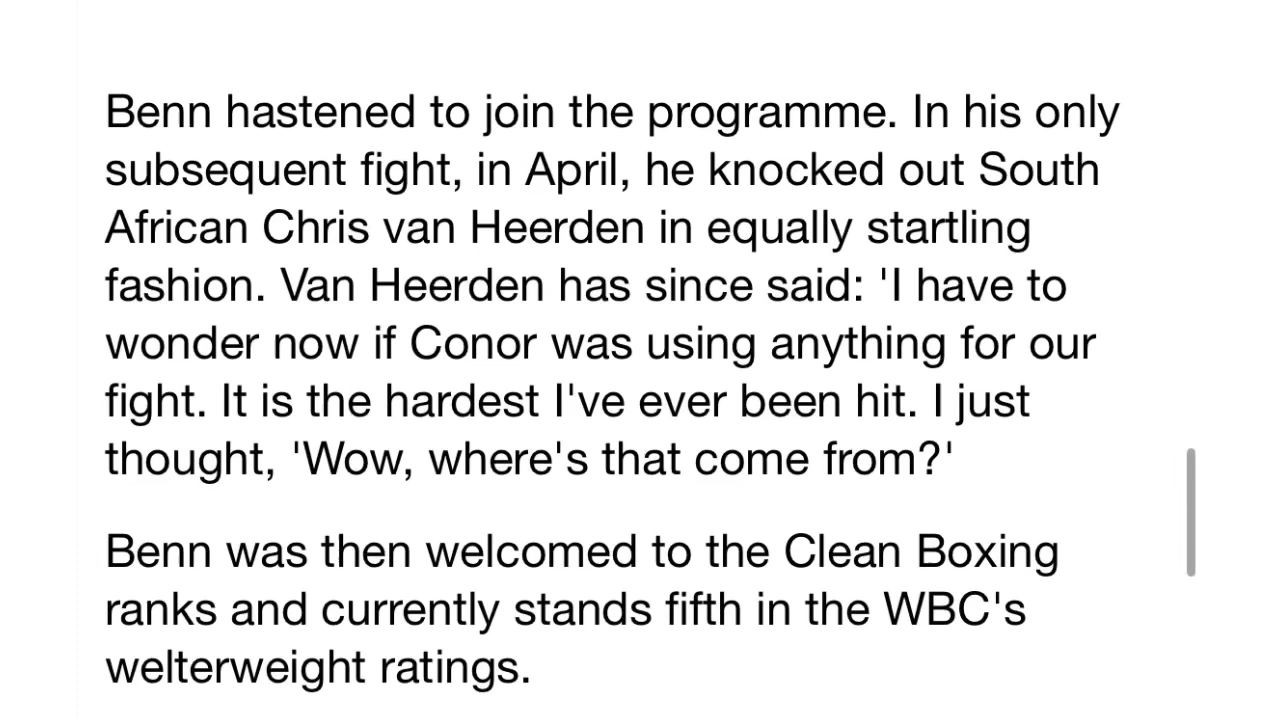 Benn hastened to join the programme. In his only
subsequent fight, in April, he knocked out South
African Chris van Heerden in equally startling
fashion. Van Heerden has since said: 'I have to
wonder now if Conor was using anything for our
fight. It is the hardest I've ever been hit. I just
thought, 'Wow, where's that come from?'
Benn was then welcomed to the Clean Boxing
ranks and currently stands fifth in the WBC's
welterweight ratings.